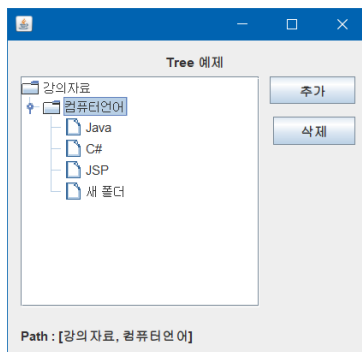 Tree 예제
강의자료
추가
컴퓨터언어
Java
삭제
C#
JSP
새 폴더
Path : [강의자료, 컴퓨터언어]